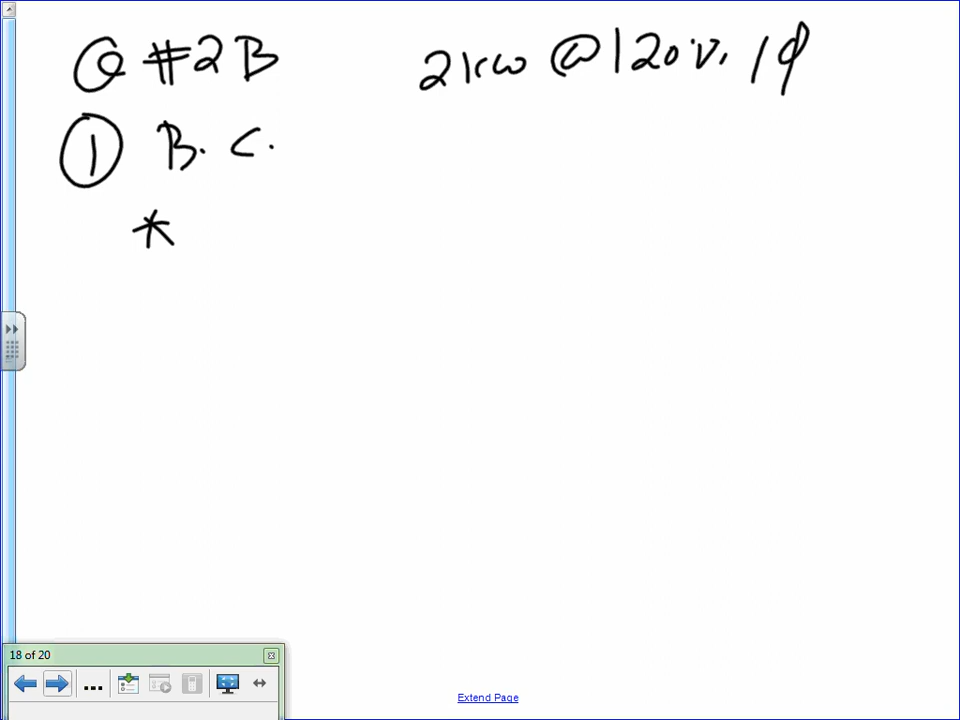 Q #2B 2kw @ 120v. 1φ
① B. C.
*
18 of 20
...
Extend Page